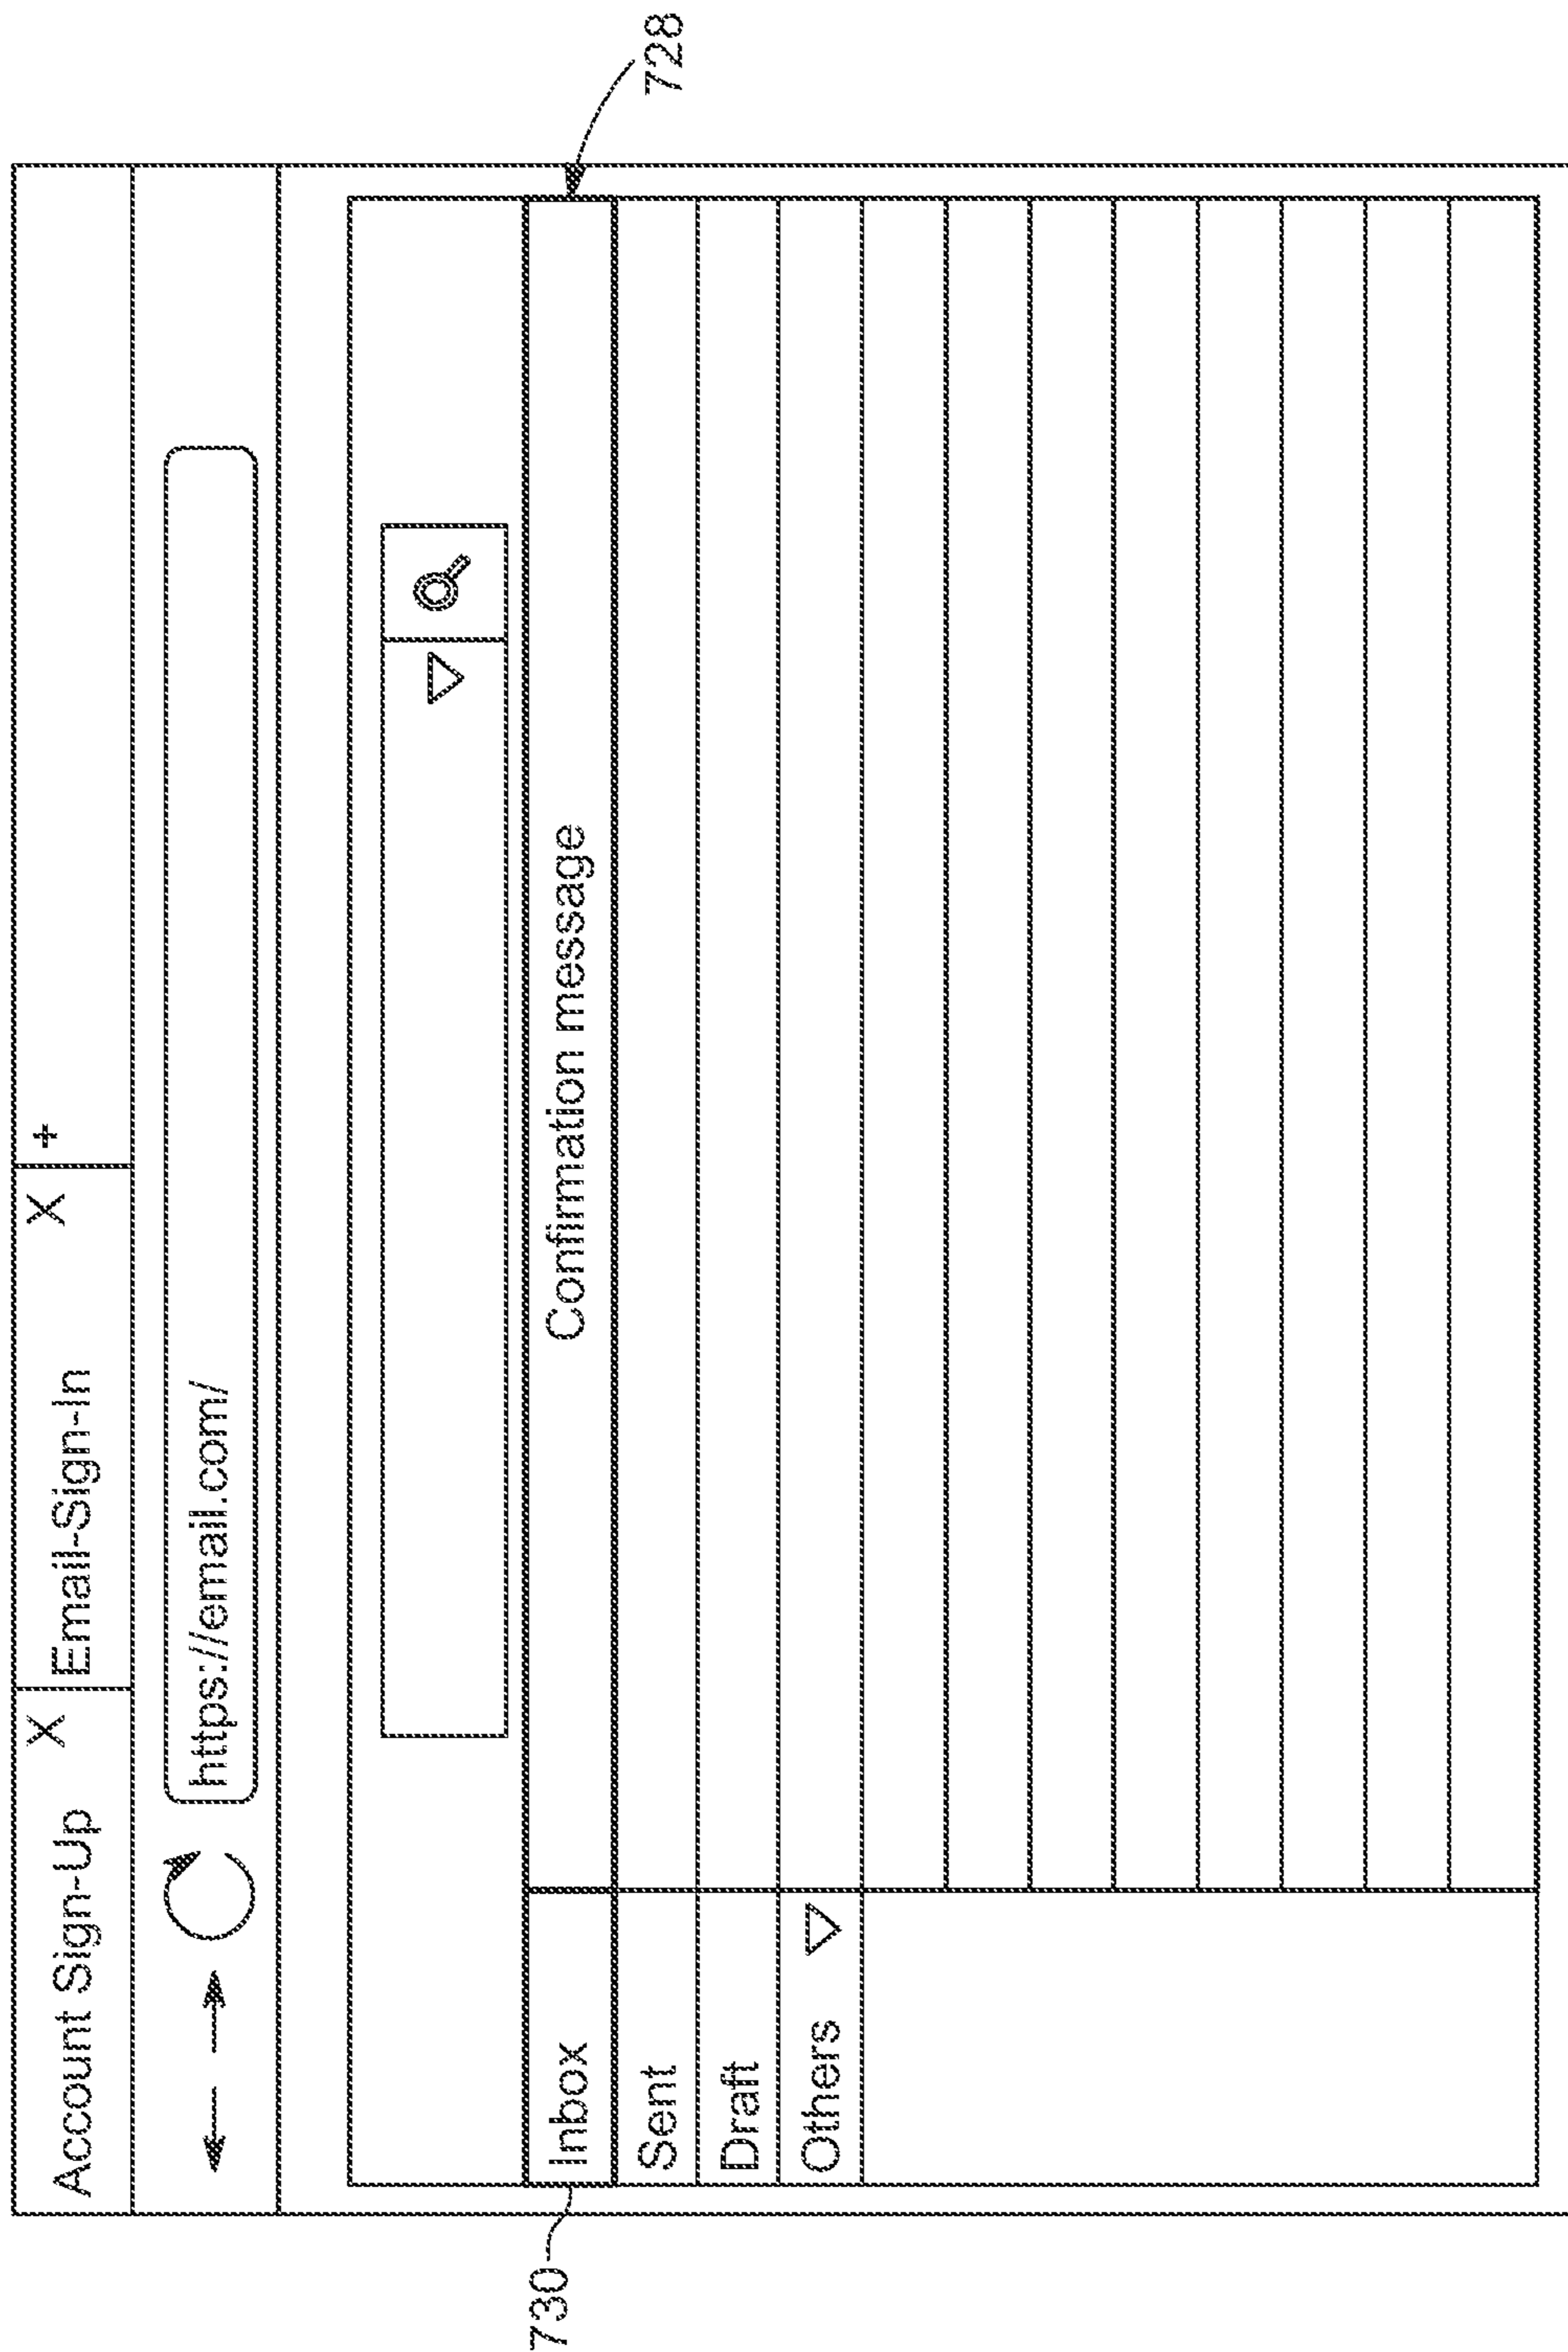 Account Sign-Up X Email-Sign-In X +
https://email.com/
728
730 Inbox Confirmation message
Sent
Draft
Others